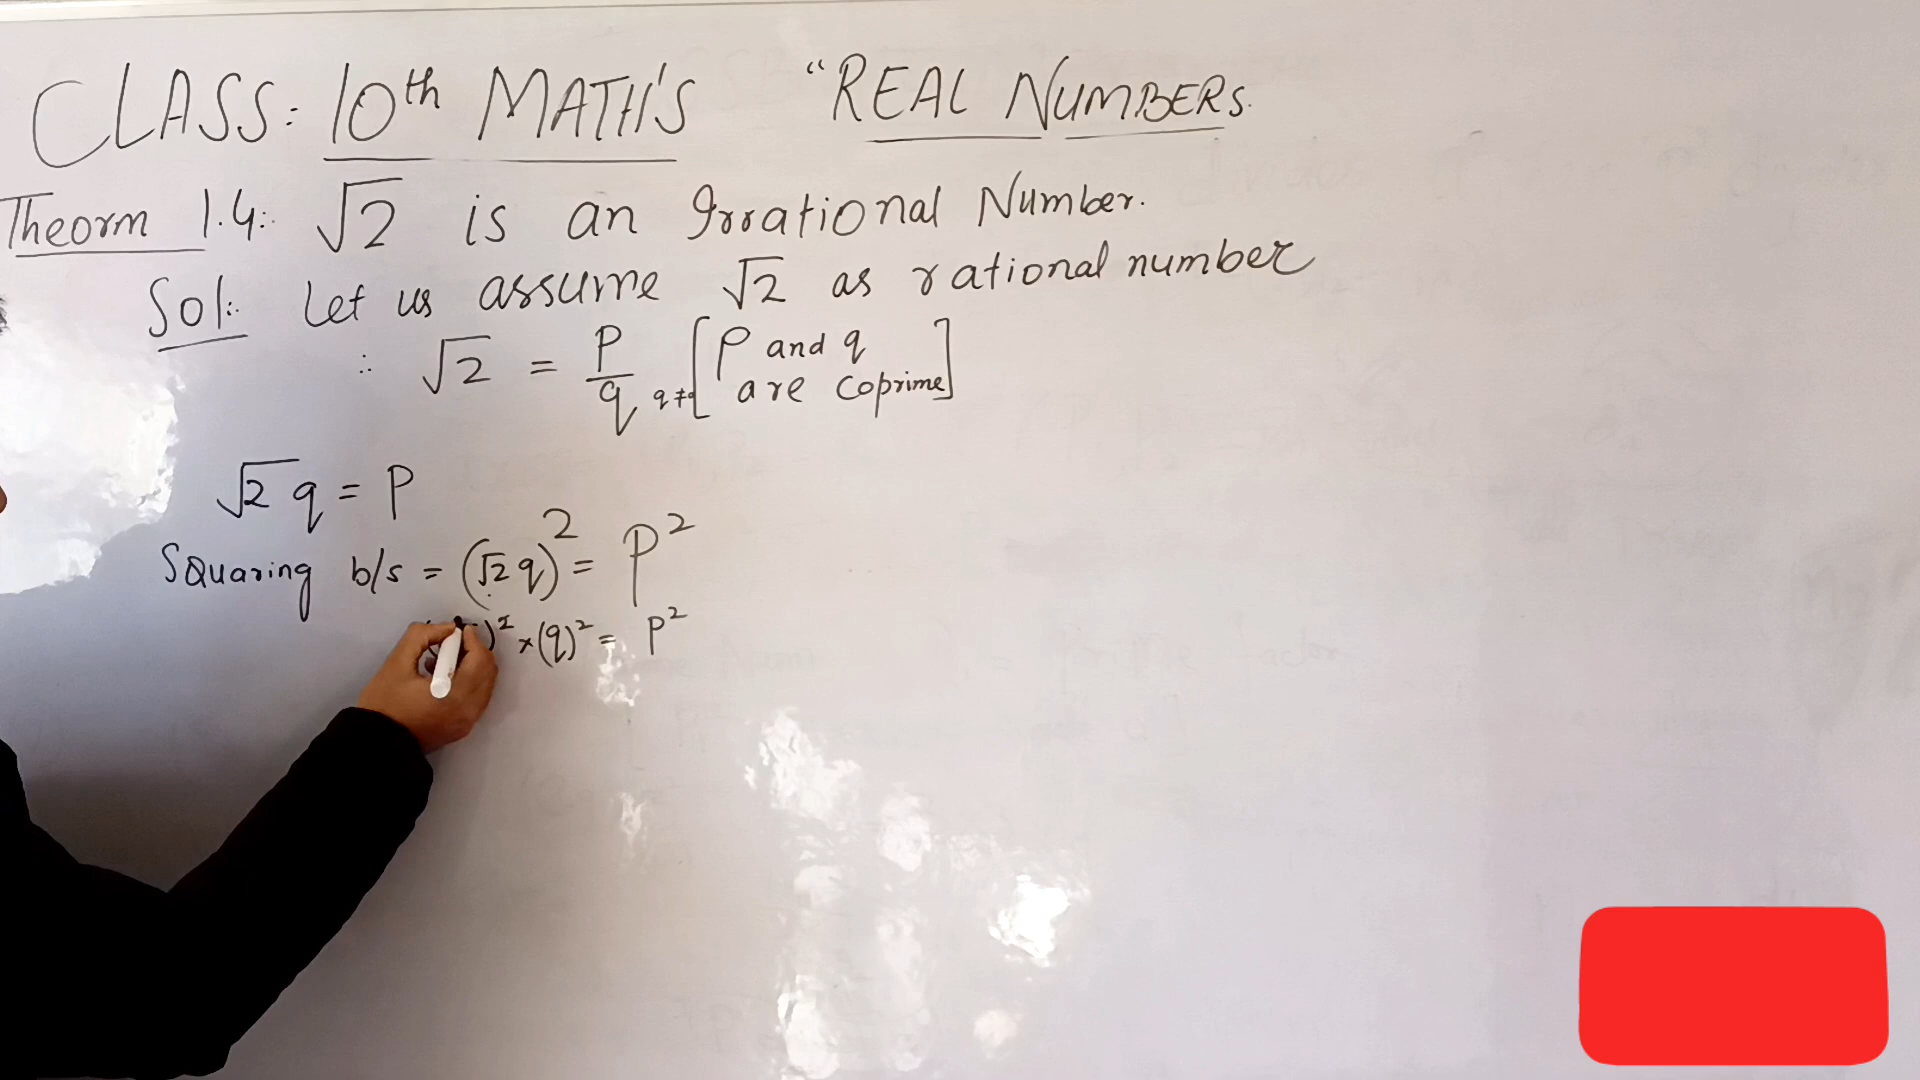 CLASS: 10th MATH'S "REAL NUMBERS.
Theorm 1.4: √2 is an Irrational Number.
Sol: Let us assume √2 as rational number
∴ √2 = P/q q≠ [P and q are coprime]
√2 q = P
Squaring b/s = (√2 q)² = P²
)² × (q)² = P²